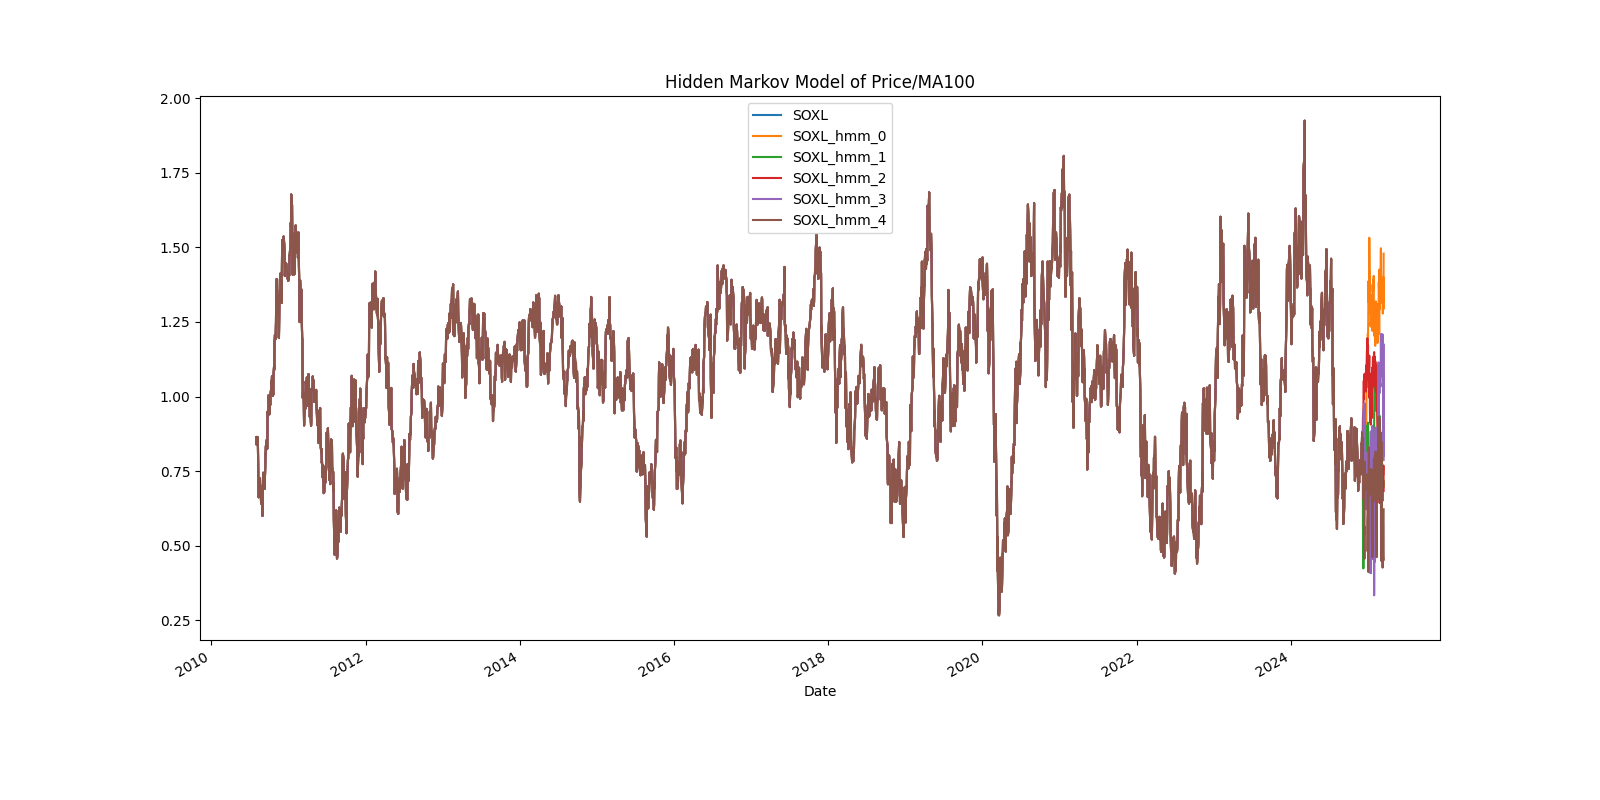 Hidden Markov Model of Price/MA100
SOXL
SOXL_hmm_0
SOXL_hmm_1
SOXL_hmm_2
SOXL_hmm_3
SOXL_hmm_4
2.00
1.75
1.50
1.25
1.00
0.75
0.50
0.25
2010
2012
2014
2016
2018
2020
2022
2024
Date